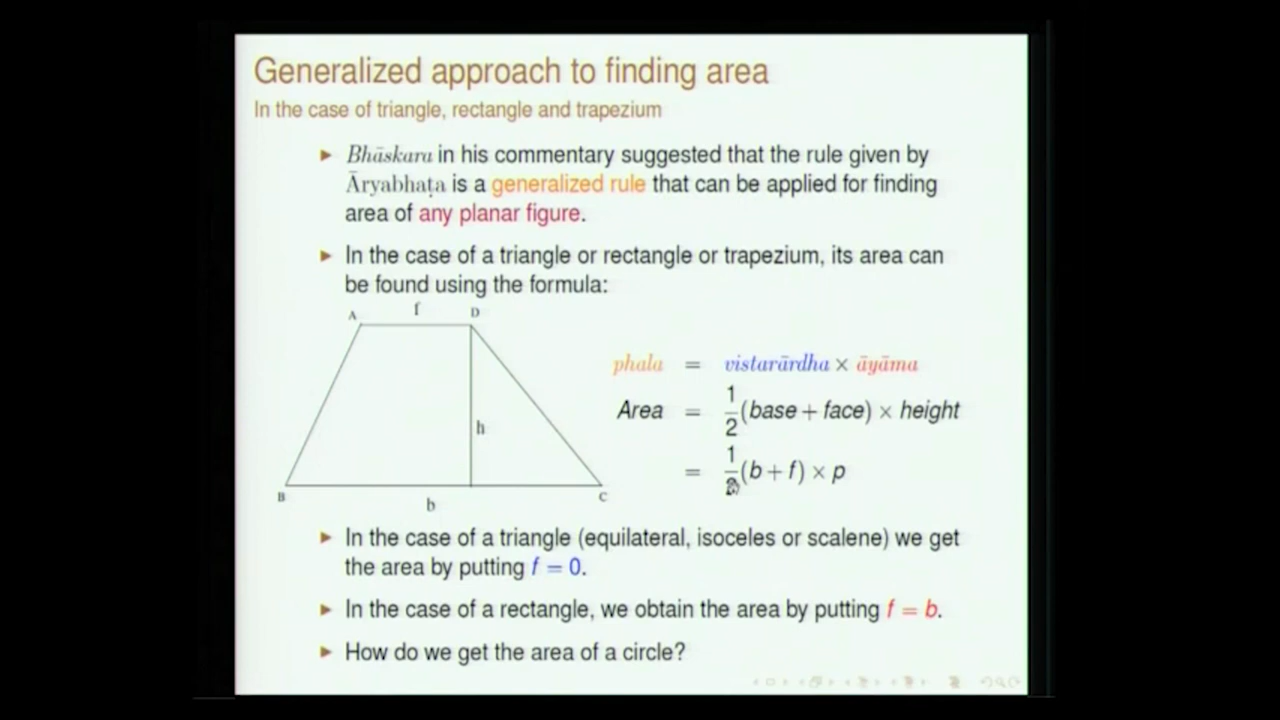 Generalized approach to finding area
In the case of triangle, rectangle and trapezium
▶ Bhāskara in his commentary suggested that the rule given by
Āryabhaṭa is a generalized rule that can be applied for finding
area of any planar figure.
▶ In the case of a triangle or rectangle or trapezium, its area can
be found using the formula:
A f D
h
B b C
phala = vistarārdha × āyāma
Area = 1/2 (base + face) × height
= 1/2 (b + f) × p
▶ In the case of a triangle (equilateral, isoceles or scalene) we get
the area by putting f = 0.
▶ In the case of a rectangle, we obtain the area by putting f = b.
▶ How do we get the area of a circle?